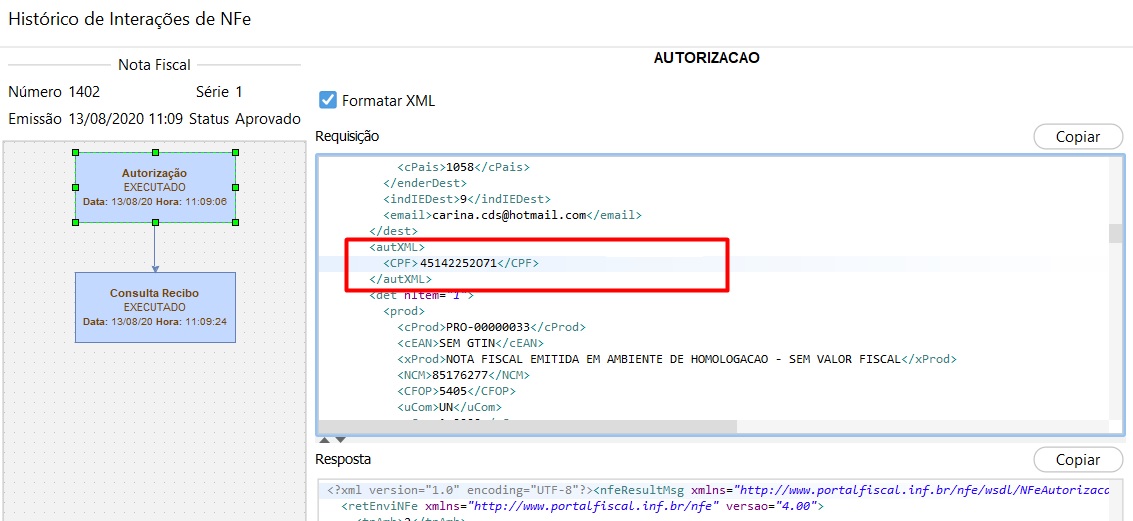 Histórico de Interações de NFe
Nota Fiscal
Número 1402 Série 1
Emissão 13/08/2020 11:09 Status Aprovado
Autorização
EXECUTADO
Data: 13/08/20 Hora: 11:09:06
Consulta Recibo
EXECUTADO
Data: 13/08/20 Hora: 11:09:24
AUTORIZACAO
Formatar XML
Requisição
Copiar
<cPais>1058</cPais>
</enderDest>
<indIEDest>9</indIEDest>
<email>carina.cds@hotmail.com</email>
</dest>
<autXML>
<CPF>45142252071</CPF>
</autXML>
<det nItem="1">
<prod>
<cProd>PRO-00000033</cProd>
<cEAN>SEM GTIN</cEAN>
<xProd>NOTA FISCAL EMITIDA EM AMBIENTE DE HOMOLOGACAO - SEM VALOR FISCAL</xProd>
<NCM>85176277</NCM>
<CFOP>5405</CFOP>
<uCom>UN</uCom>
Resposta
Copiar
<?xml version="1.0" encoding="UTF-8"?><nfeResultMsg xmlns="http://www.portalfiscal.inf.br/nfe/wsdl/NFeAutorizaca
<retEnviNFe xmlns="http://www.portalfiscal.inf.br/nfe" versao="4.00">